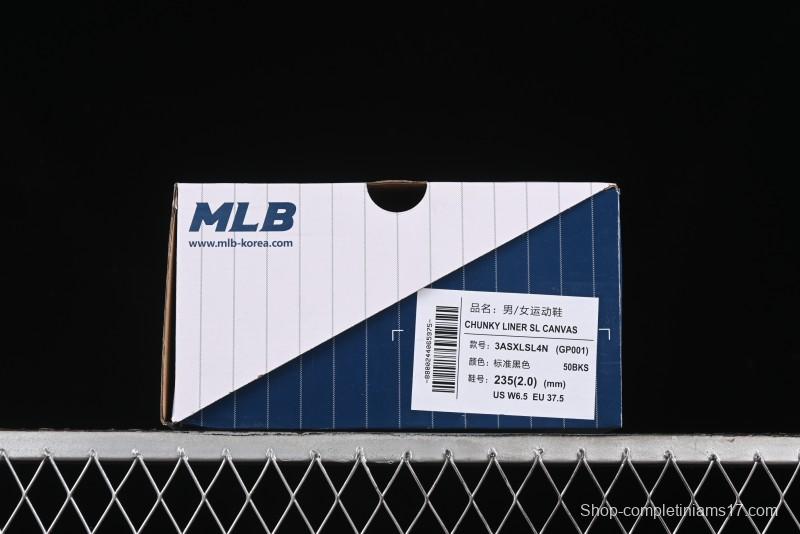 MLB
www.mlb-korea.com
品名：男/女运动鞋
CHUNKY LINER SL CANVAS
款号：3ASXLSL4N (GP001)
颜色：标准黑色 50BKS
鞋号：235(2.0) (mm)
US W6.5 EU 37.5
-8800244065975-
Shop-completiniams17.com